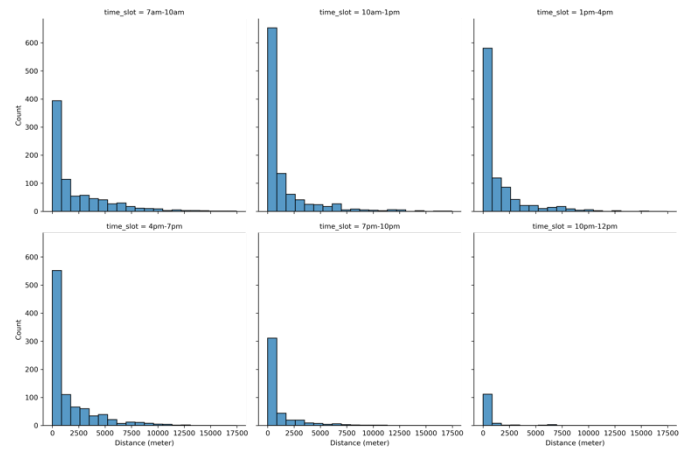 time_slot = 7am-10am
time_slot = 10am-1pm
time_slot = 1pm-4pm
600
500
400
300
200
100
0
Count
time_slot = 4pm-7pm
time_slot = 7pm-10pm
time_slot = 10pm-12pm
600
500
400
300
200
100
0
Count
0 2500 5000 7500 10000 12500 15000 17500
0 2500 5000 7500 10000 12500 15000 17500
0 2500 5000 7500 10000 12500 15000 17500
Distance (meter)
Distance (meter)
Distance (meter)